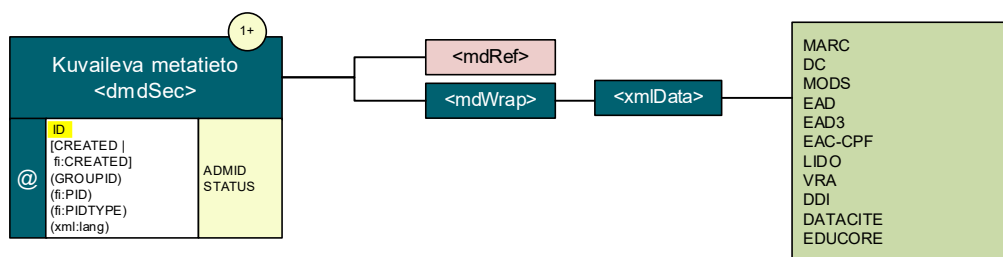 1+
Kuvaileva metatieto
<dmdSec>
@
ID
[CREATED |
fi:CREATED]
(GROUPID)
(fi:PID)
(fi:PIDTYPE)
(xml:lang)
ADMID
STATUS
<mdRef>
<mdWrap>
<xmlData>
MARC
DC
MODS
EAD
EAD3
EAC-CPF
LIDO
VRA
DDI
DATACITE
EDUCORE